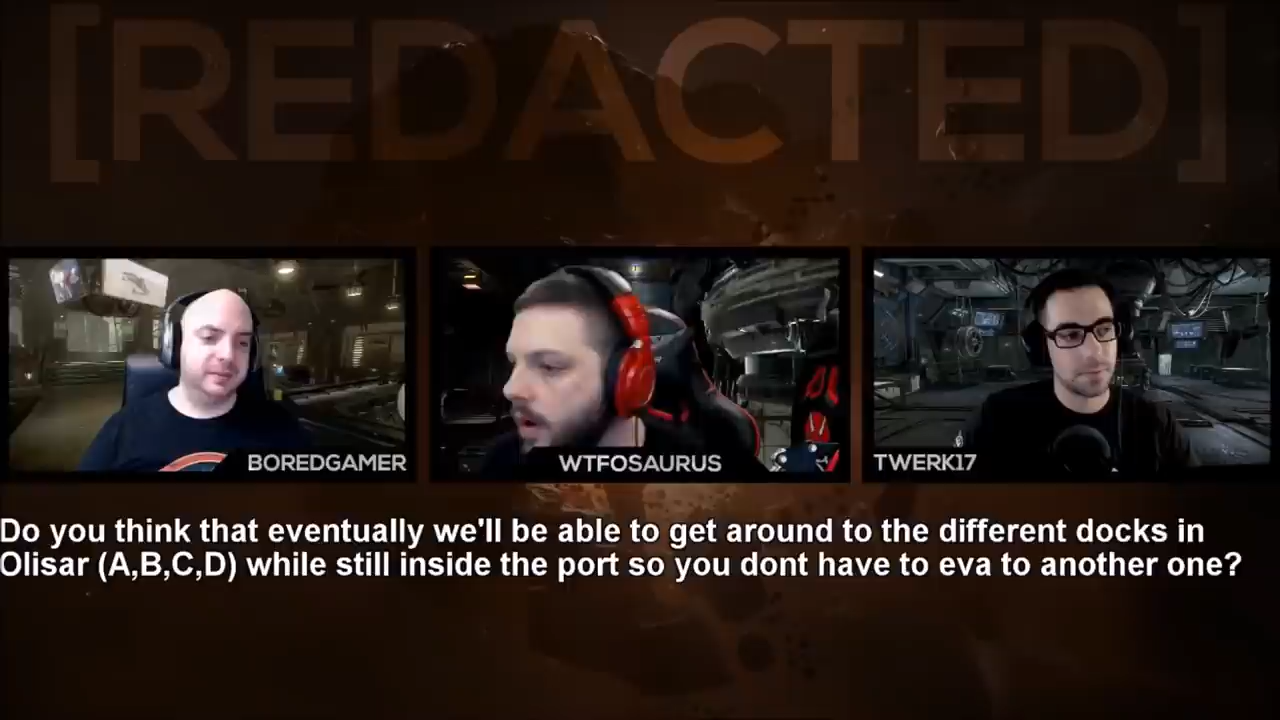 [REDACTED]
BOREDGAMER
WTFOSAURUS
TWERK17
Do you think that eventually we'll be able to get around to the different docks in
Olisar (A,B,C,D) while still inside the port so you dont have to eva to another one?